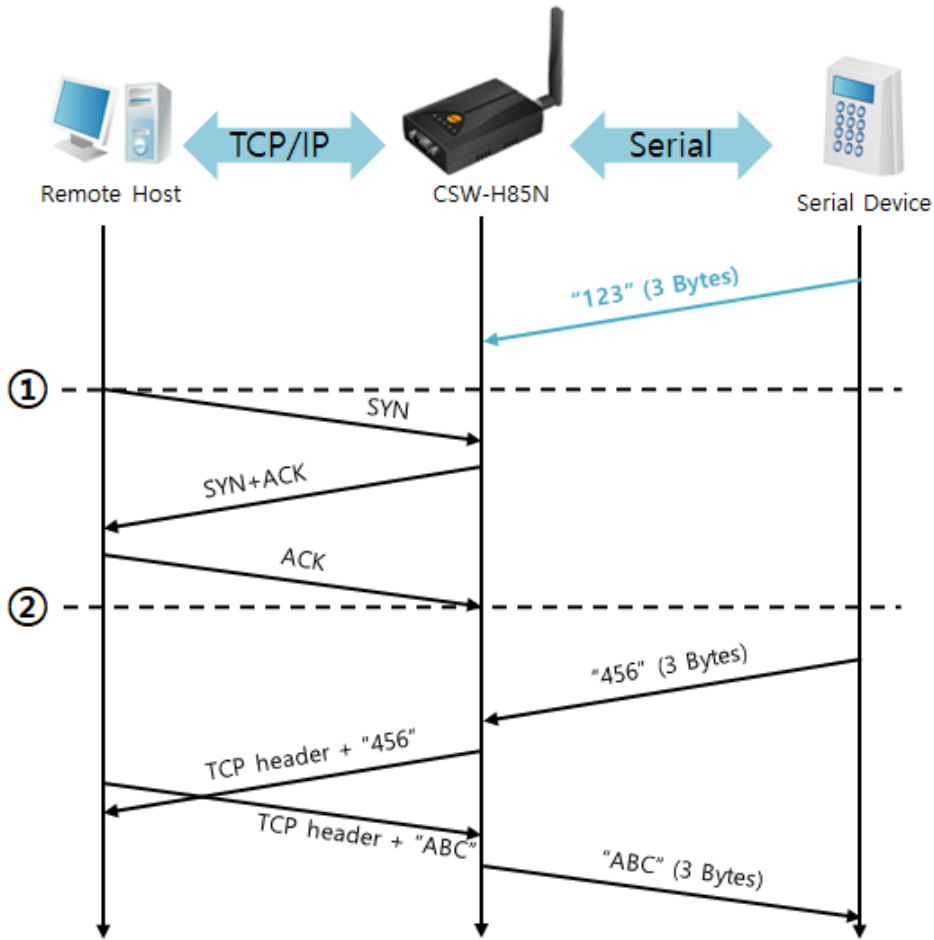 TCP/IP
Serial
Remote Host
CSW-H85N
Serial Device
“123” (3 Bytes)
①
SYN
SYN+ACK
ACK
②
“456” (3 Bytes)
TCP header + “456”
TCP header + “ABC”
“ABC” (3 Bytes)